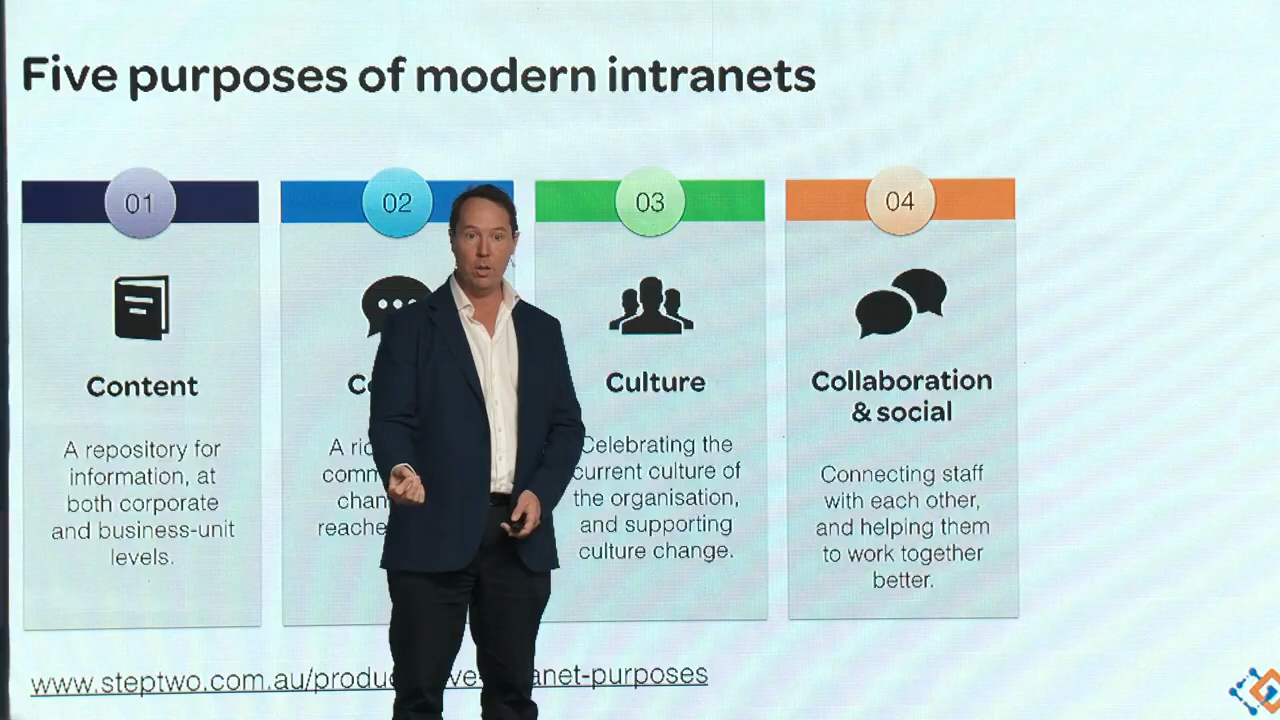 Five purposes of modern intranets
01
Content
A repository for
information, at
both corporate
and business-unit
levels.
02
03
Culture
Celebrating the
current culture of
the organisation,
and supporting
culture change.
04
Collaboration
& social
Connecting staff
with each other,
and helping them
to work together
better.